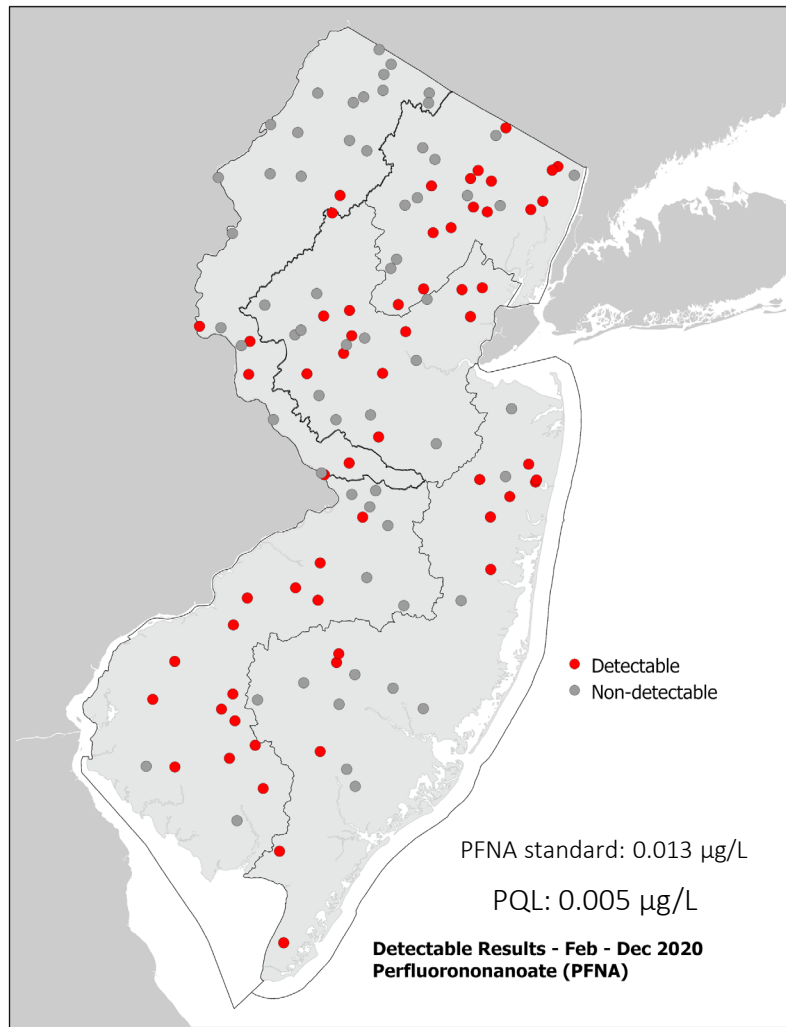 Detectable
Non-detectable
PFNA standard: 0.013 µg/L
PQL: 0.005 µg/L
Detectable Results - Feb - Dec 2020
Perfluorononanoate (PFNA)